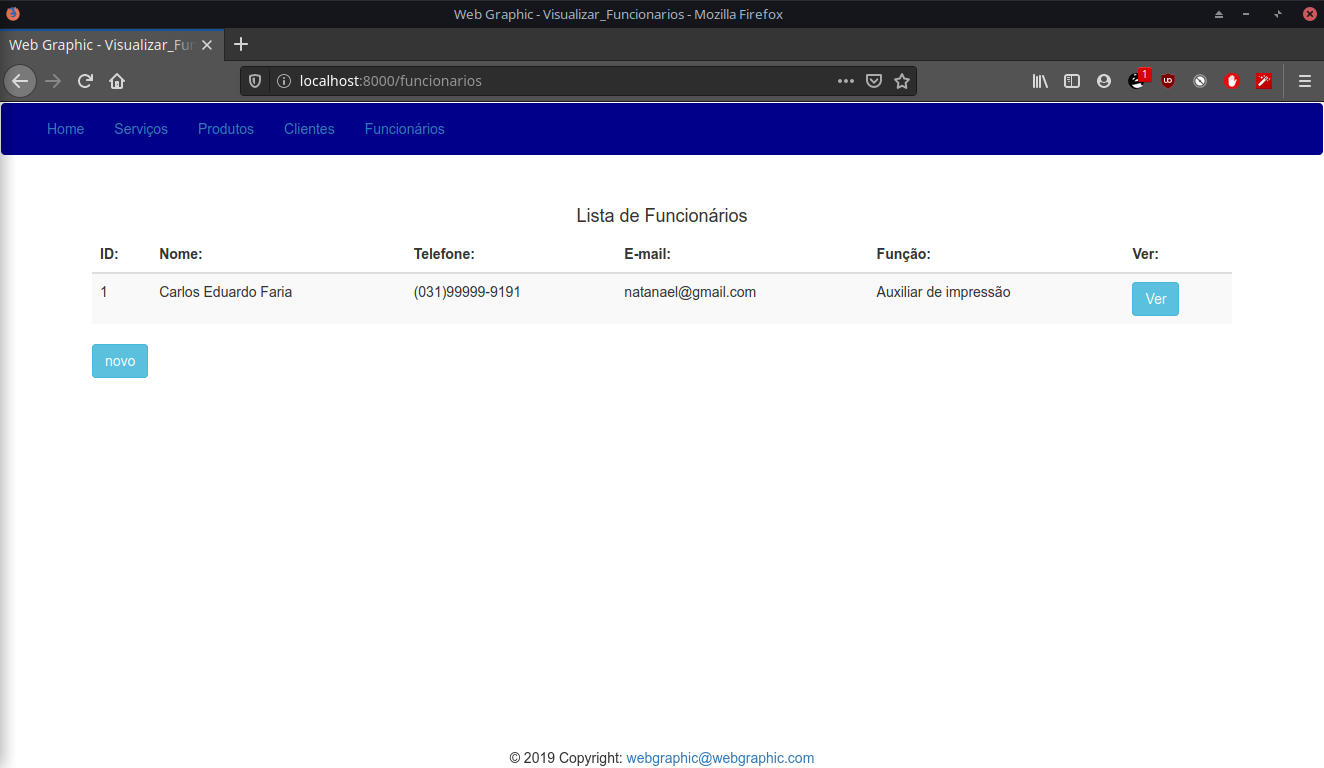 Web Graphic - Visualizar_Funcionarios - Mozilla Firefox
Web Graphic - Visualizar_Fun
localhost:8000/funcionarios
1
UD
Home Serviços Produtos Clientes Funcionários
Lista de Funcionários
ID: Nome: Telefone: E-mail: Função: Ver:
1 Carlos Eduardo Faria (031)99999-9191 natanael@gmail.com Auxiliar de impressão Ver
novo
© 2019 Copyright: webgraphic@webgraphic.com